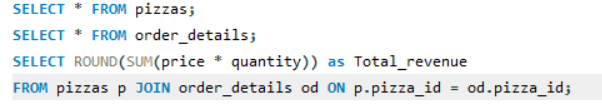 SELECT * FROM pizzas;
SELECT * FROM order_details;
SELECT ROUND(SUM(price * quantity)) as Total_revenue
FROM pizzas p JOIN order_details od ON p.pizza_id = od.pizza_id;